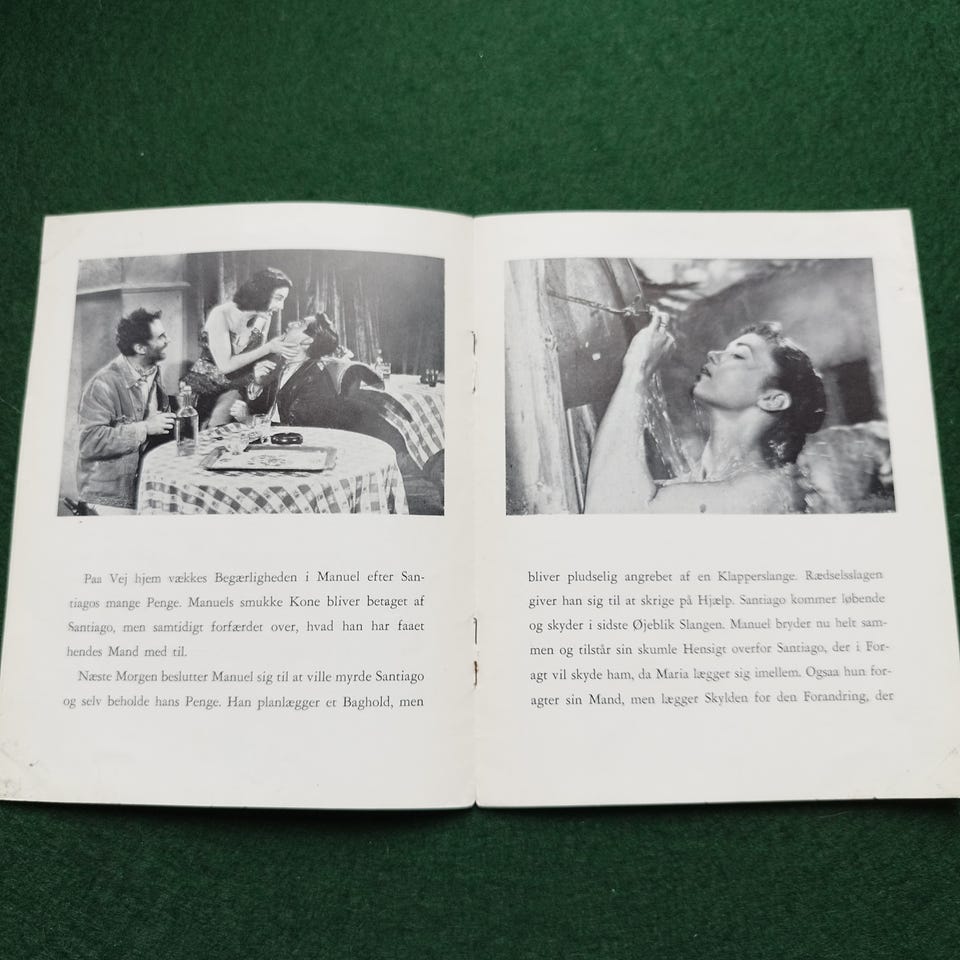 Paa Vej hjem vækkes Begærligheden i Manuel efter San-
tiagos mange Penge. Manuels smukke Kone bliver betaget af
Santiago, men samtidigt forfærdet over, hvad han har faaet
hendes Mand med til.
Næste Morgen beslutter Manuel sig til at ville myrde Santiago
og selv beholde hans Penge. Han planlægger et Baghold, men
bliver pludselig angrebet af en Klapperslange. Rædselsslagen
giver han sig til at skrige på Hjælp. Santiago kommer løbende
og skyder i sidste Øjeblik Slangen. Manuel bryder nu helt sam-
men og tilstår sin skumle Hensigt overfor Santiago, der i For-
agt vil skyde ham, da Maria lægger sig imellem. Ogsaa hun for-
agter sin Mand, men lægger Skylden for den Forandring, der